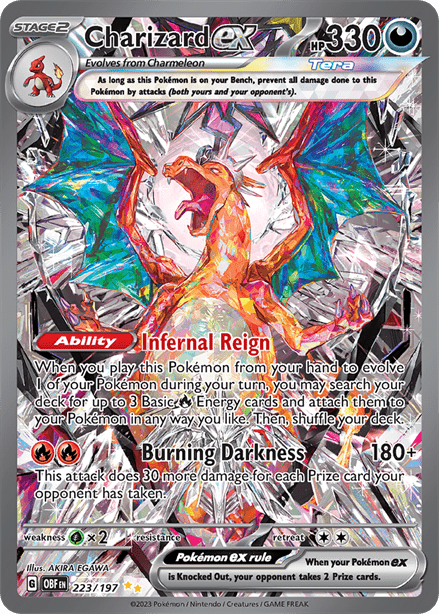 STAGE2 Charizard ex HP330
Evolves from Charmeleon Tera
As long as this Pokémon is on your Bench, prevent all damage done to this
Pokémon by attacks (both yours and your opponent's).
Ability Infernal Reign
When you play this Pokémon from your hand to evolve
1 of your Pokémon during your turn, you may search your
deck for up to 3 Basic Energy cards and attach them to
your Pokémon in any way you like. Then, shuffle your deck.
Burning Darkness 180+
This attack does 30 more damage for each Prize card your
opponent has taken.
weakness ×2 resistance retreat
Illus. AKIRA EGAWA
Pokémon ex rule When your Pokémon ex
is Knocked Out, your opponent takes 2 Prize cards.
G OBF EN 223/197
©2023 Pokémon / Nintendo / Creatures / GAME FREAK